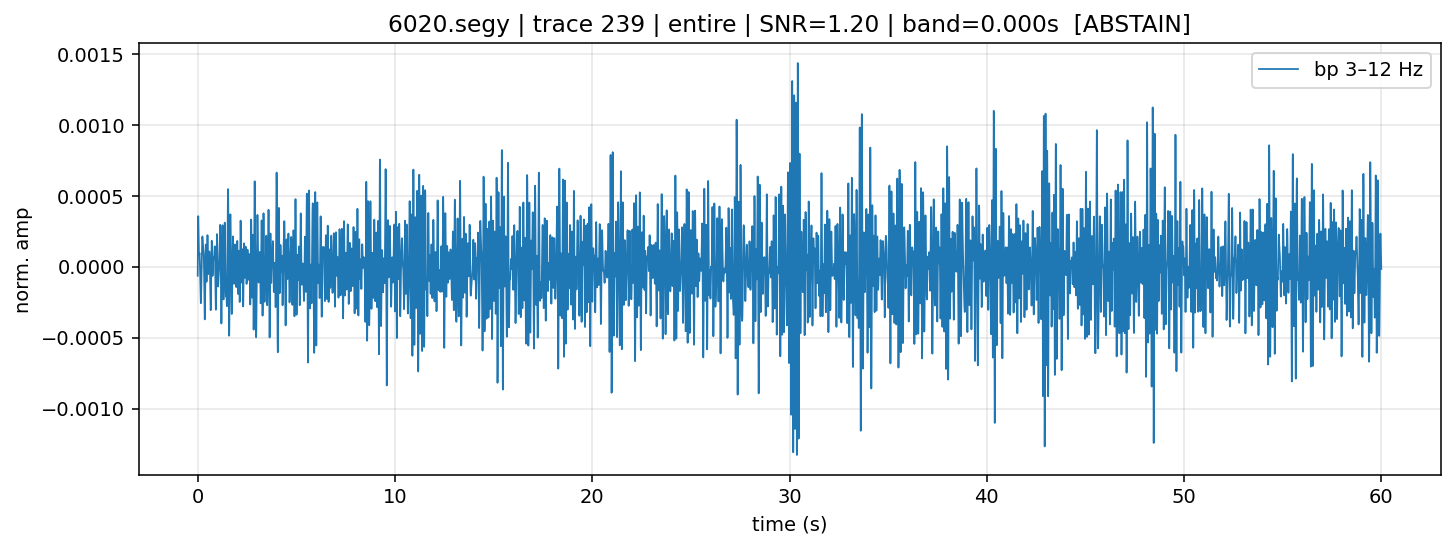 6020.segy | trace 239 | entire | SNR=1.20 | band=0.000s  [ABSTAIN]
bp 3–12 Hz
0.0015
0.0010
0.0005
0.0000
−0.0005
−0.0010
norm. amp
0 10 20 30 40 50 60
time (s)